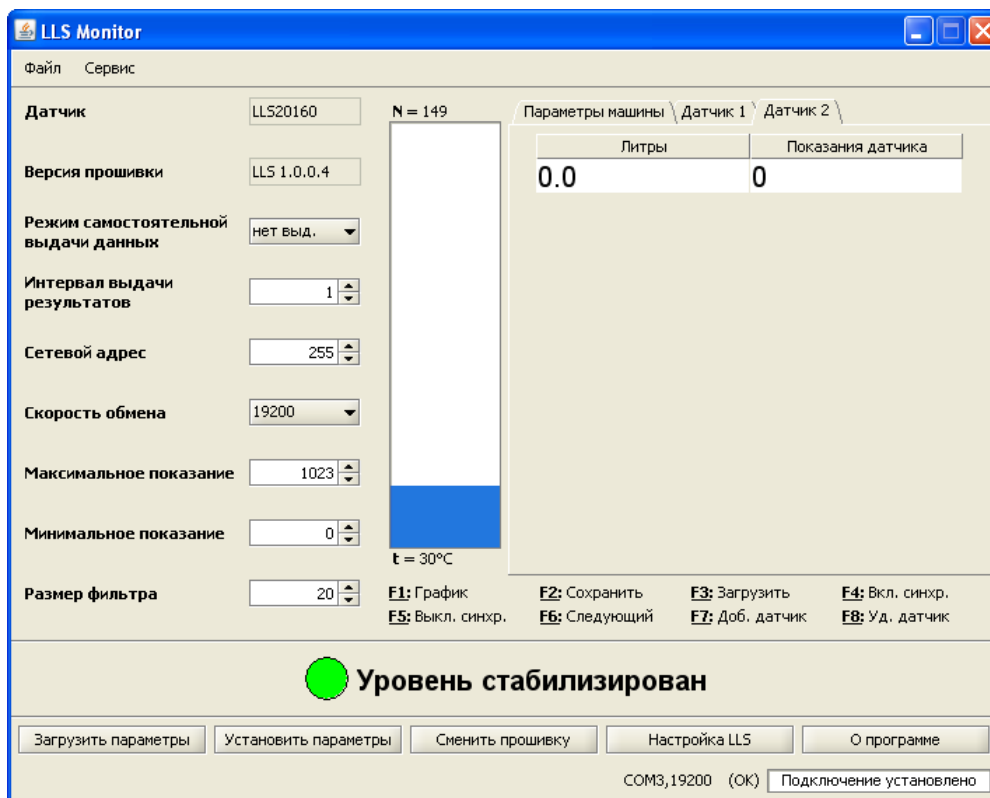 LLS Monitor
Файл Сервис
Датчик LLS20160
Версия прошивки LLS 1.0.0.4
Режим самостоятельной
выдачи данных нет выд.
Интервал выдачи
результатов 1
Сетевой адрес 255
Скорость обмена 19200
Максимальное показание 1023
Минимальное показание 0
Размер фильтра 20
N = 149
t = 30°C
Параметры машины Датчик 1 Датчик 2
Литры Показания датчика
0.0 0
F1: График F2: Сохранить F3: Загрузить F4: Вкл. синхр.
F5: Выкл. синхр. F6: Следующий F7: Доб. датчик F8: Уд. датчик
Уровень стабилизирован
Загрузить параметры Установить параметры Сменить прошивку Настройка LLS О программе
COM3,19200 (OK) Подключение установлено